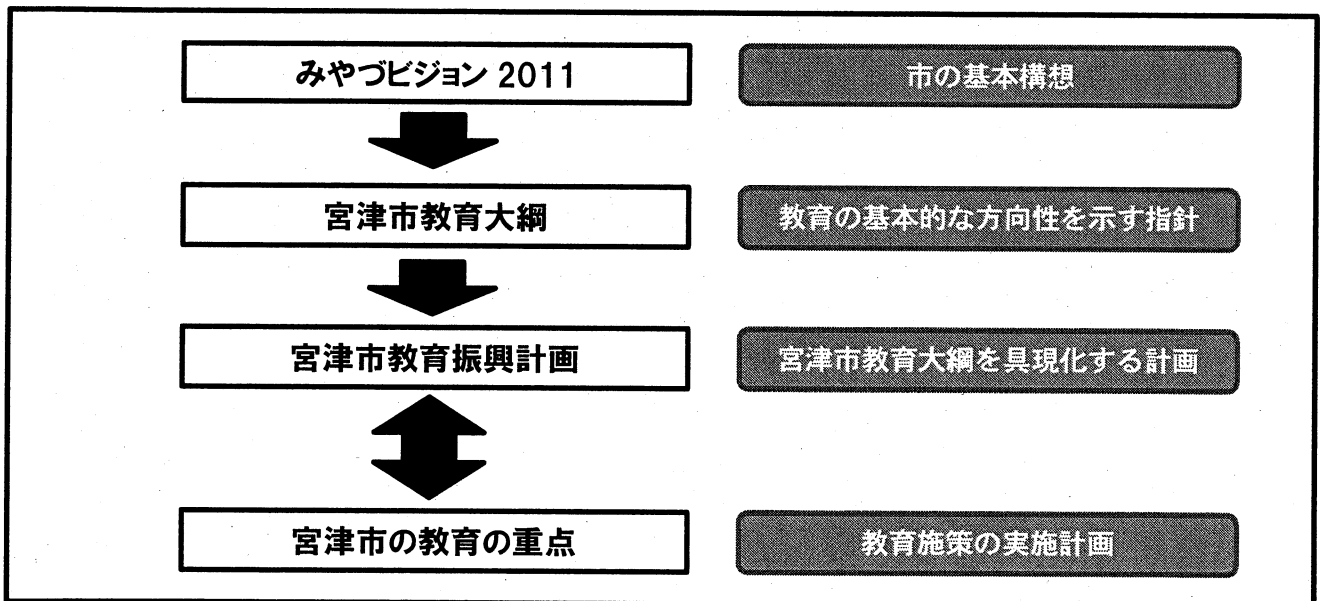 みやづビジョン 2011
市の基本構想
宮津市教育大綱
教育の基本的な方向性を示す指針
宮津市教育振興計画
宮津市教育大綱を具現化する計画
宮津市の教育の重点
教育施策の実施計画